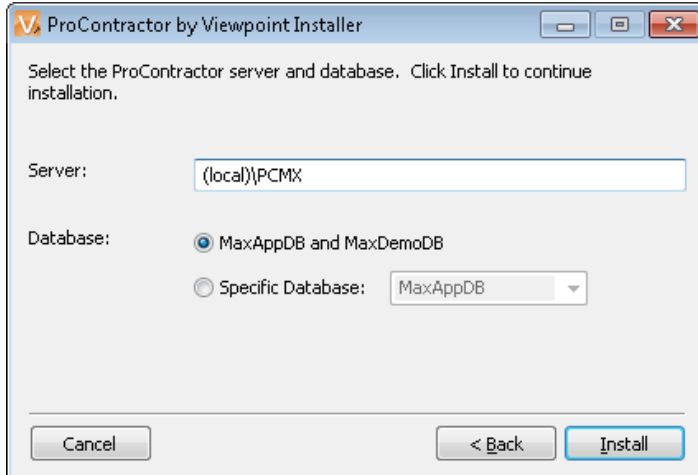 ProContractor by Viewpoint Installer
Select the ProContractor server and database.  Click Install to continue
installation.
Server:
(local)\PCMX
Database:
MaxAppDB and MaxDemoDB
Specific Database:
MaxAppDB
Cancel
< Back
Install